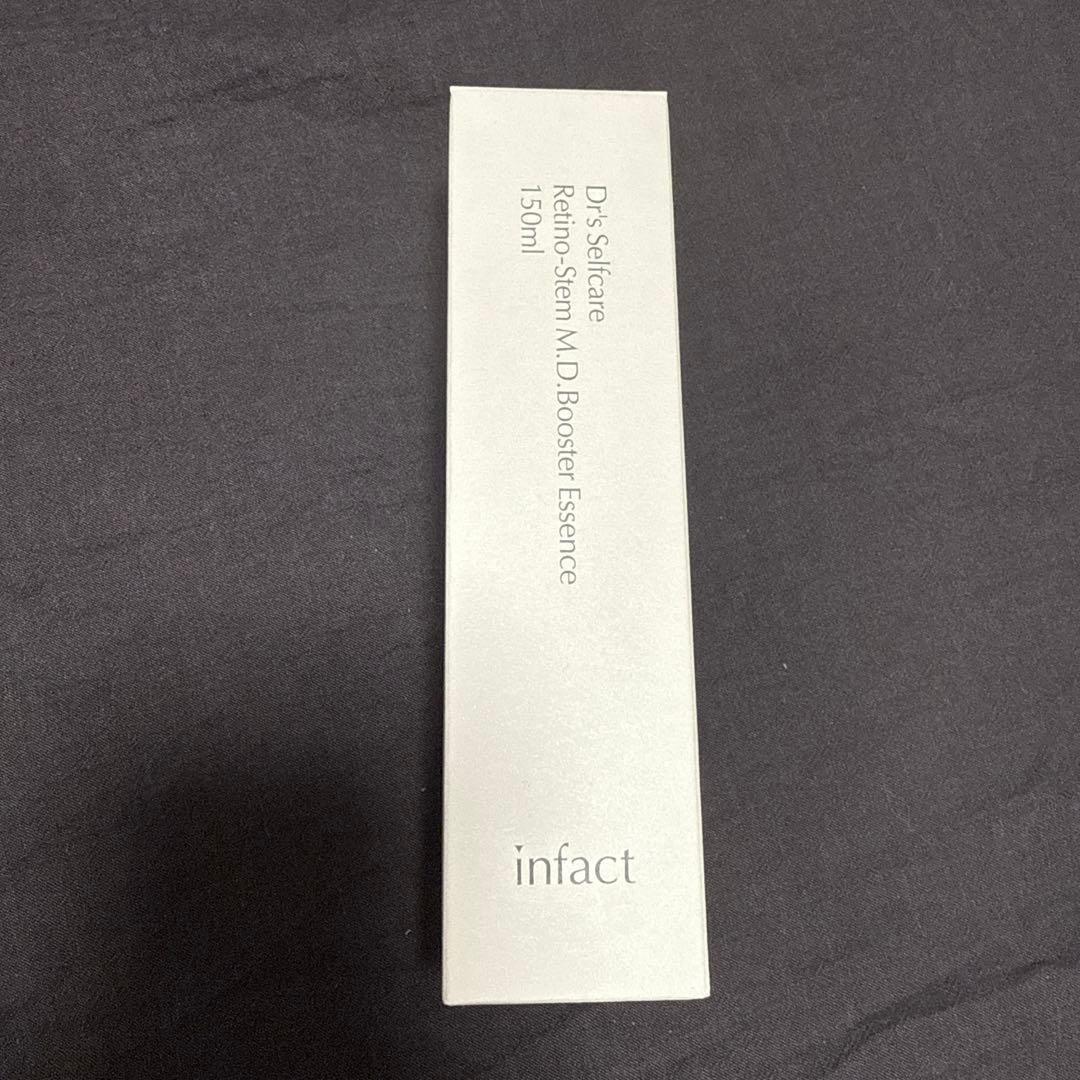 Dr's Selfcare
Retino-Stem M.D.Booster Essence
150ml
infact